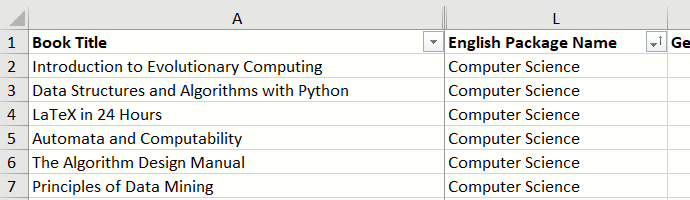 A L
1 Book Title English Package Name Ge
2 Introduction to Evolutionary Computing Computer Science
3 Data Structures and Algorithms with Python Computer Science
4 LaTeX in 24 Hours Computer Science
5 Automata and Computability Computer Science
6 The Algorithm Design Manual Computer Science
7 Principles of Data Mining Computer Science